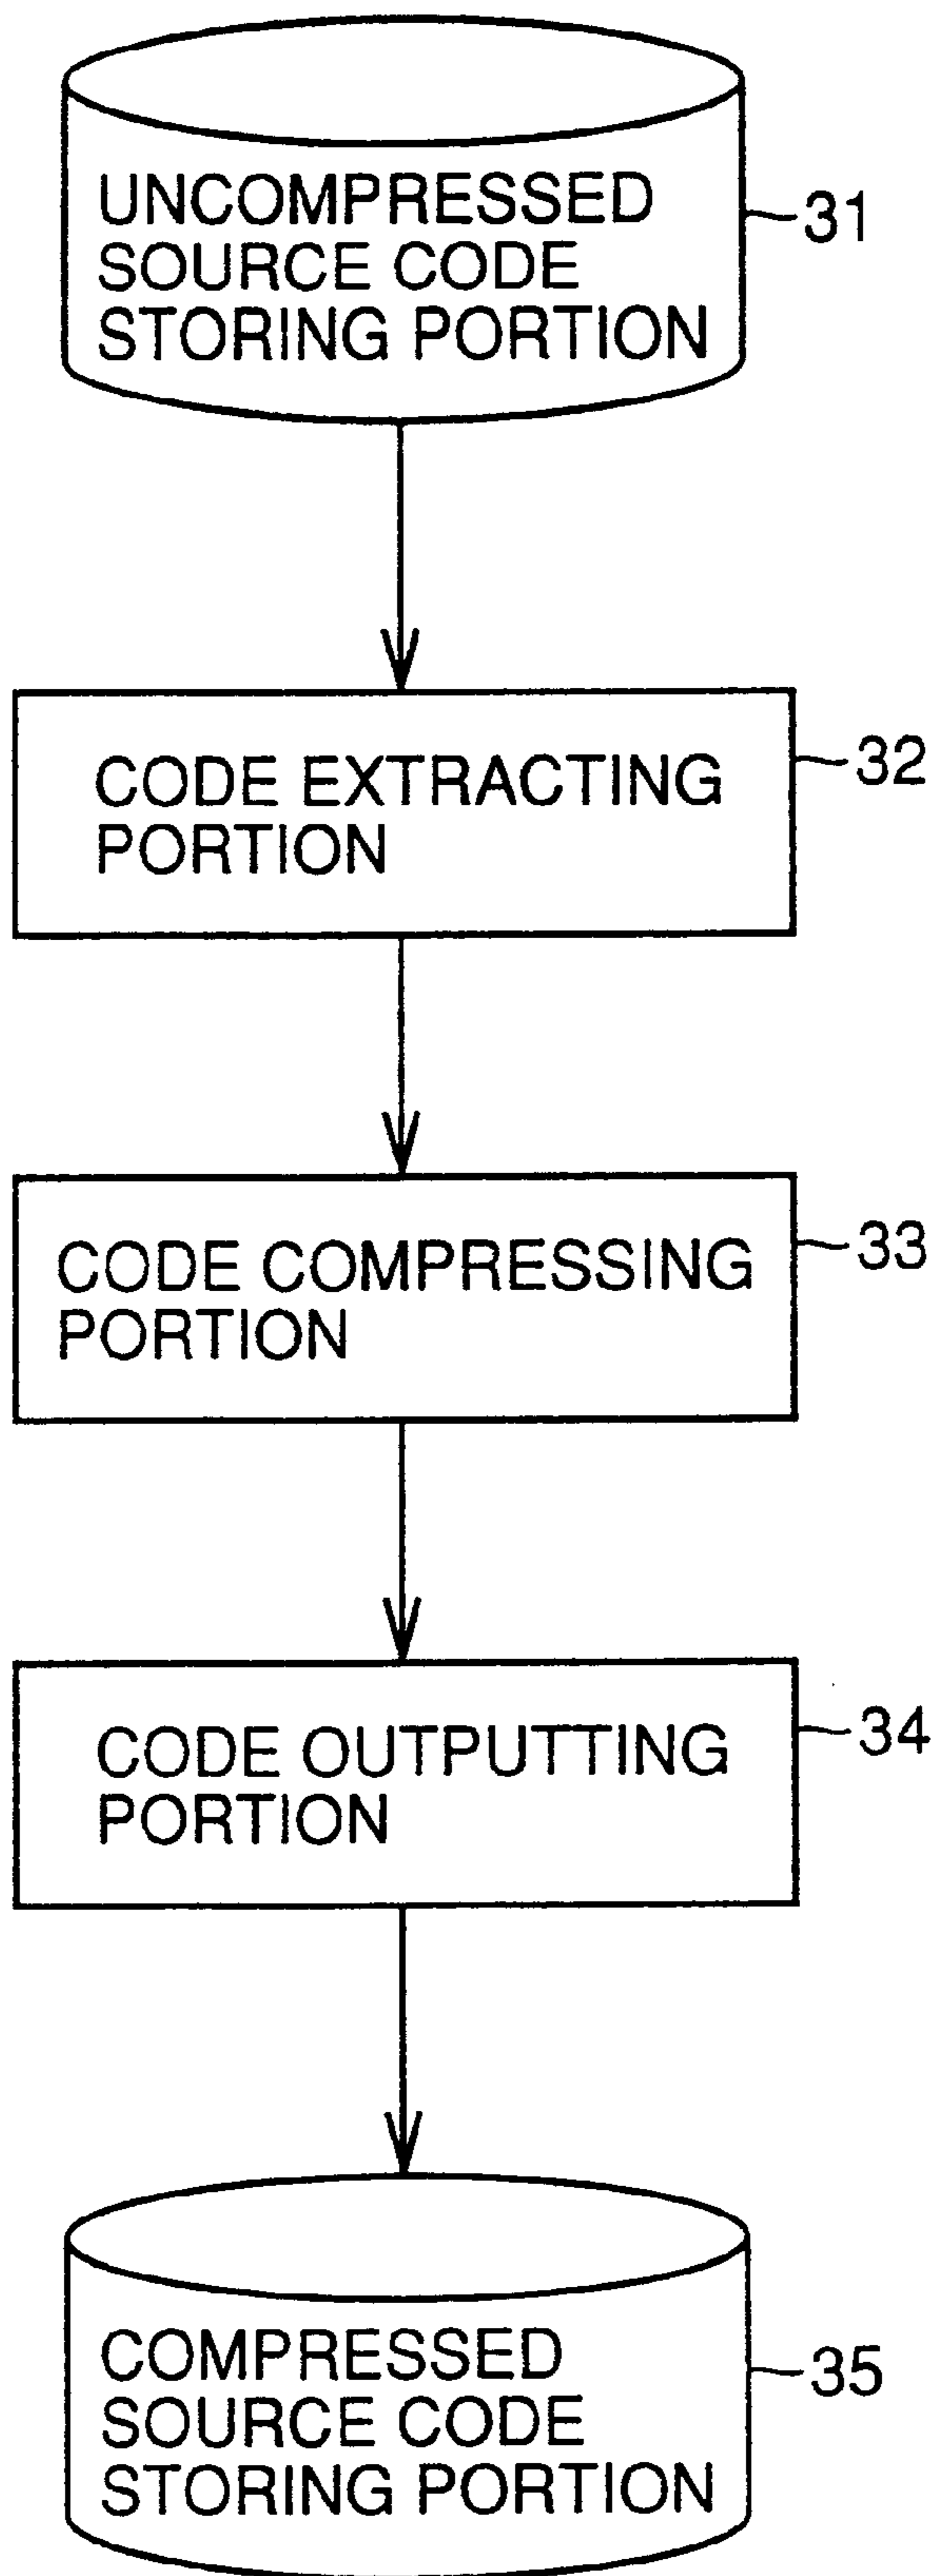 UNCOMPRESSED
SOURCE CODE
STORING PORTION
31
CODE EXTRACTING
PORTION
32
CODE COMPRESSING
PORTION
33
CODE OUTPUTTING
PORTION
34
COMPRESSED
SOURCE CODE
STORING PORTION
35